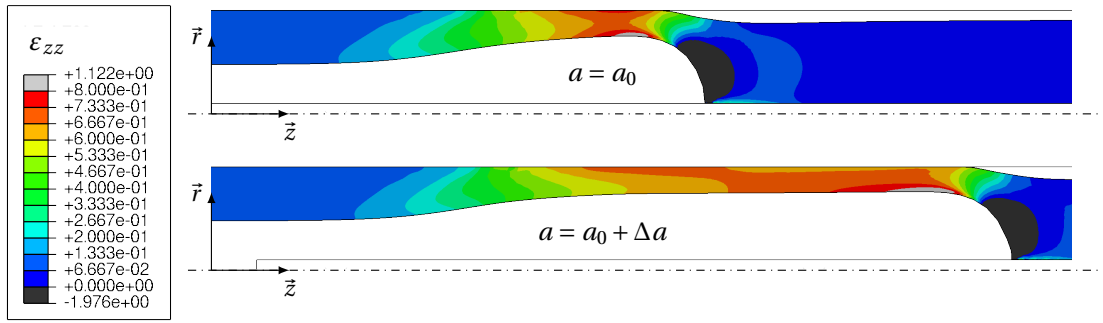 ε_zz
+1.122e+00
+8.000e-01
+7.333e-01
+6.667e-01
+6.000e-01
+5.333e-01
+4.667e-01
+4.000e-01
+3.333e-01
+2.667e-01
+2.000e-01
+1.333e-01
+6.667e-02
+0.000e+00
-1.976e+00
r⃗
a = a₀
z⃗
r⃗
a = a₀ + Δa
z⃗